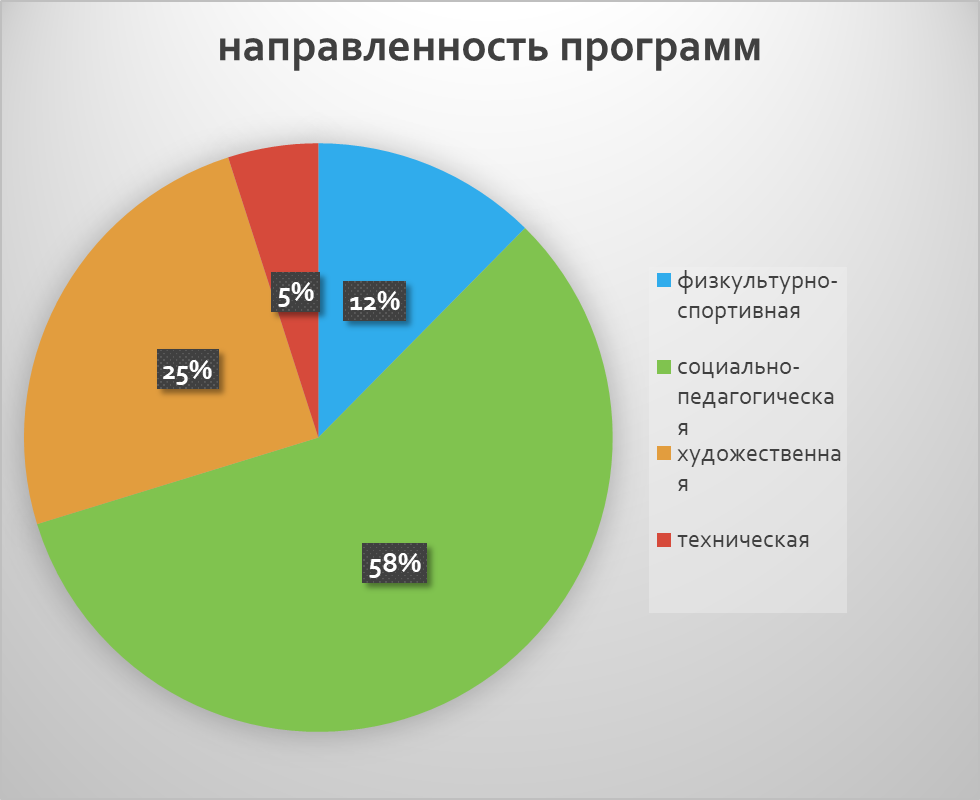 направленность программ
5%
12%
25%
58%
физкультурно-
спортивная
социально-
педагогическа
я
художественна
я
техническая